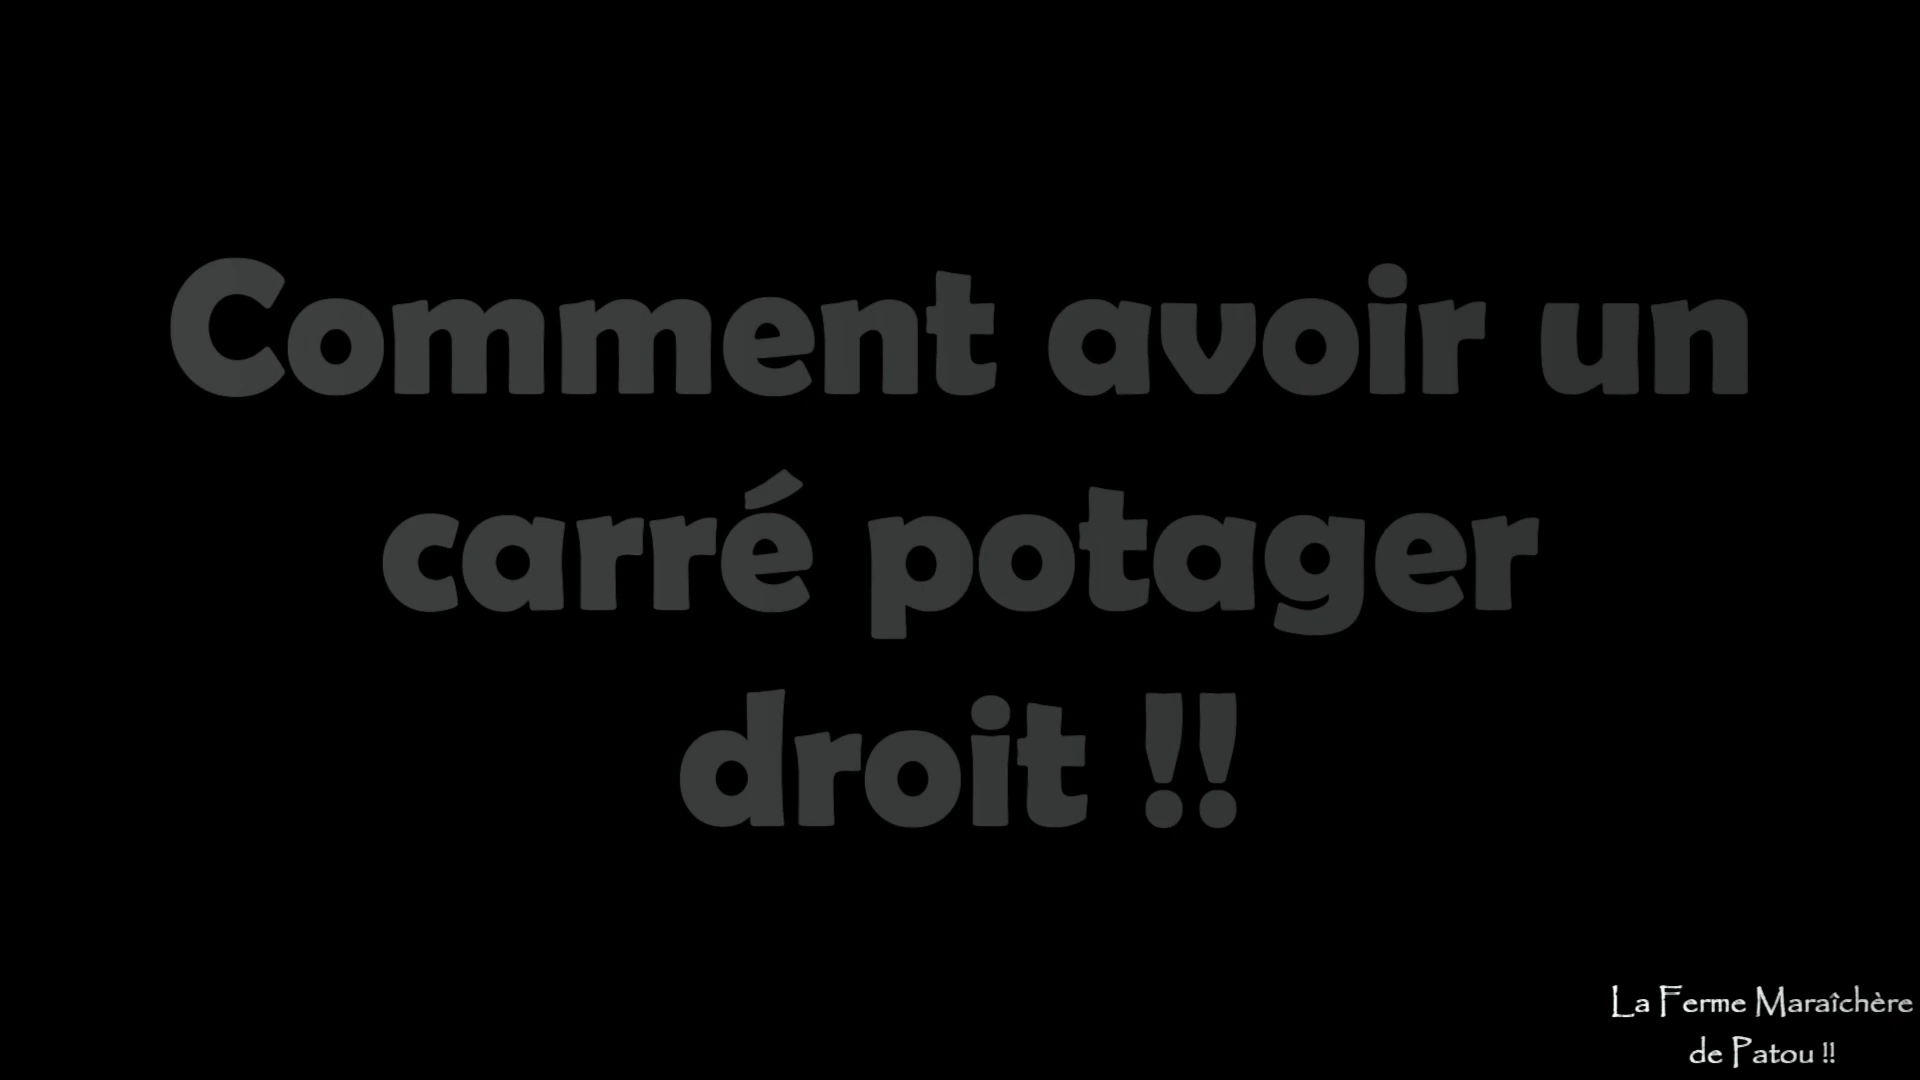 Comment avoir un
carré potager
droit !!
La Ferme Maraîchère
de Patou !!